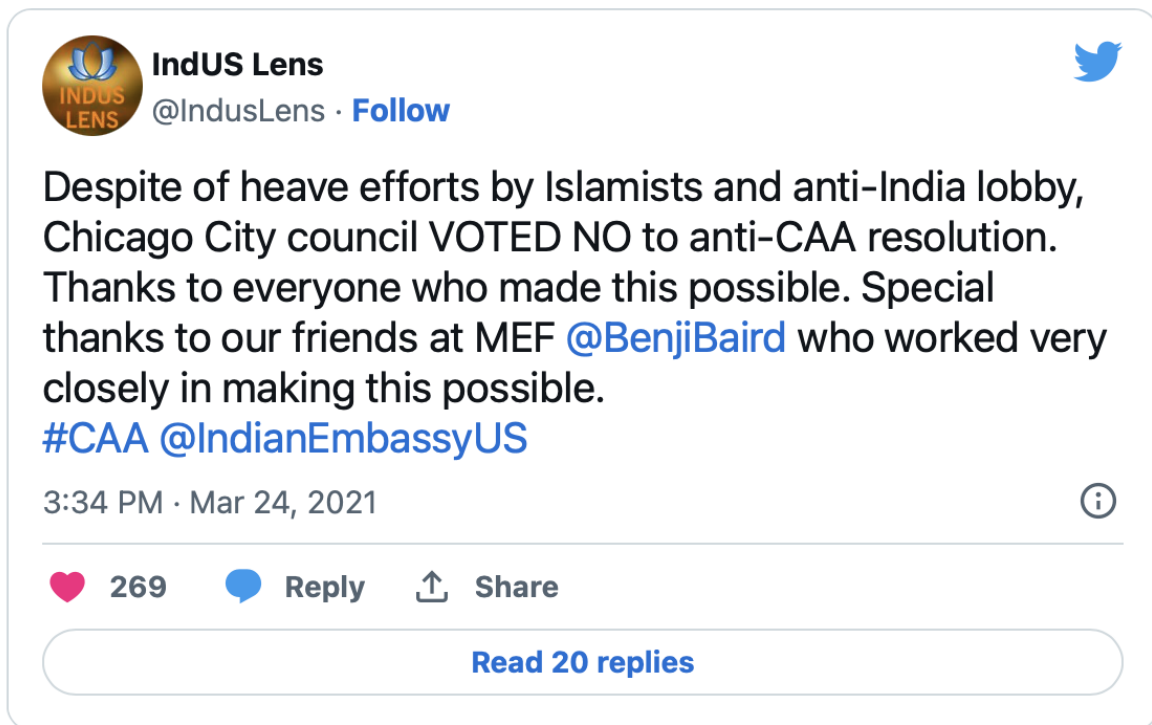 IndUS Lens
@IndusLens · Follow
INDUS
LENS
Despite of heave efforts by Islamists and anti-India lobby,
Chicago City council VOTED NO to anti-CAA resolution.
Thanks to everyone who made this possible. Special
thanks to our friends at MEF @BenjiBaird who worked very
closely in making this possible.
#CAA @IndianEmbassyUS
3:34 PM · Mar 24, 2021
269 Reply Share
Read 20 replies